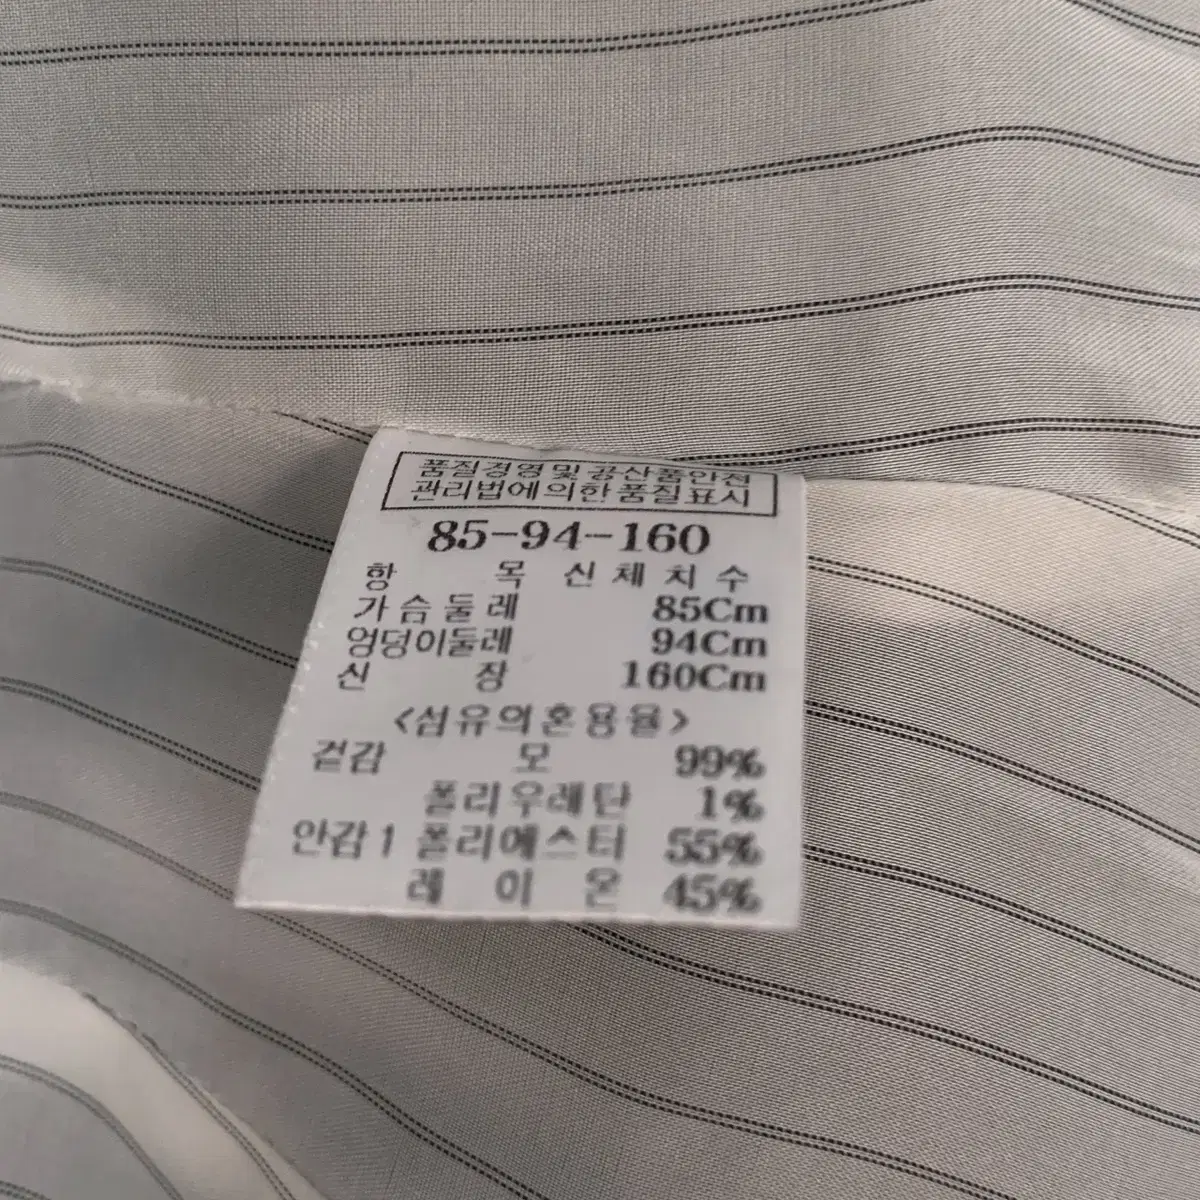 품질경영및공산품안전
관리법에의한품질표시
85-94-160
항 목 신체치수
가슴둘레 85Cm
엉덩이둘레 94Cm
신 장 160Cm
<섬유의혼용율>
겉감 모 99%
폴리우레탄 1%
안감1 폴리에스터 55%
레이온 45%